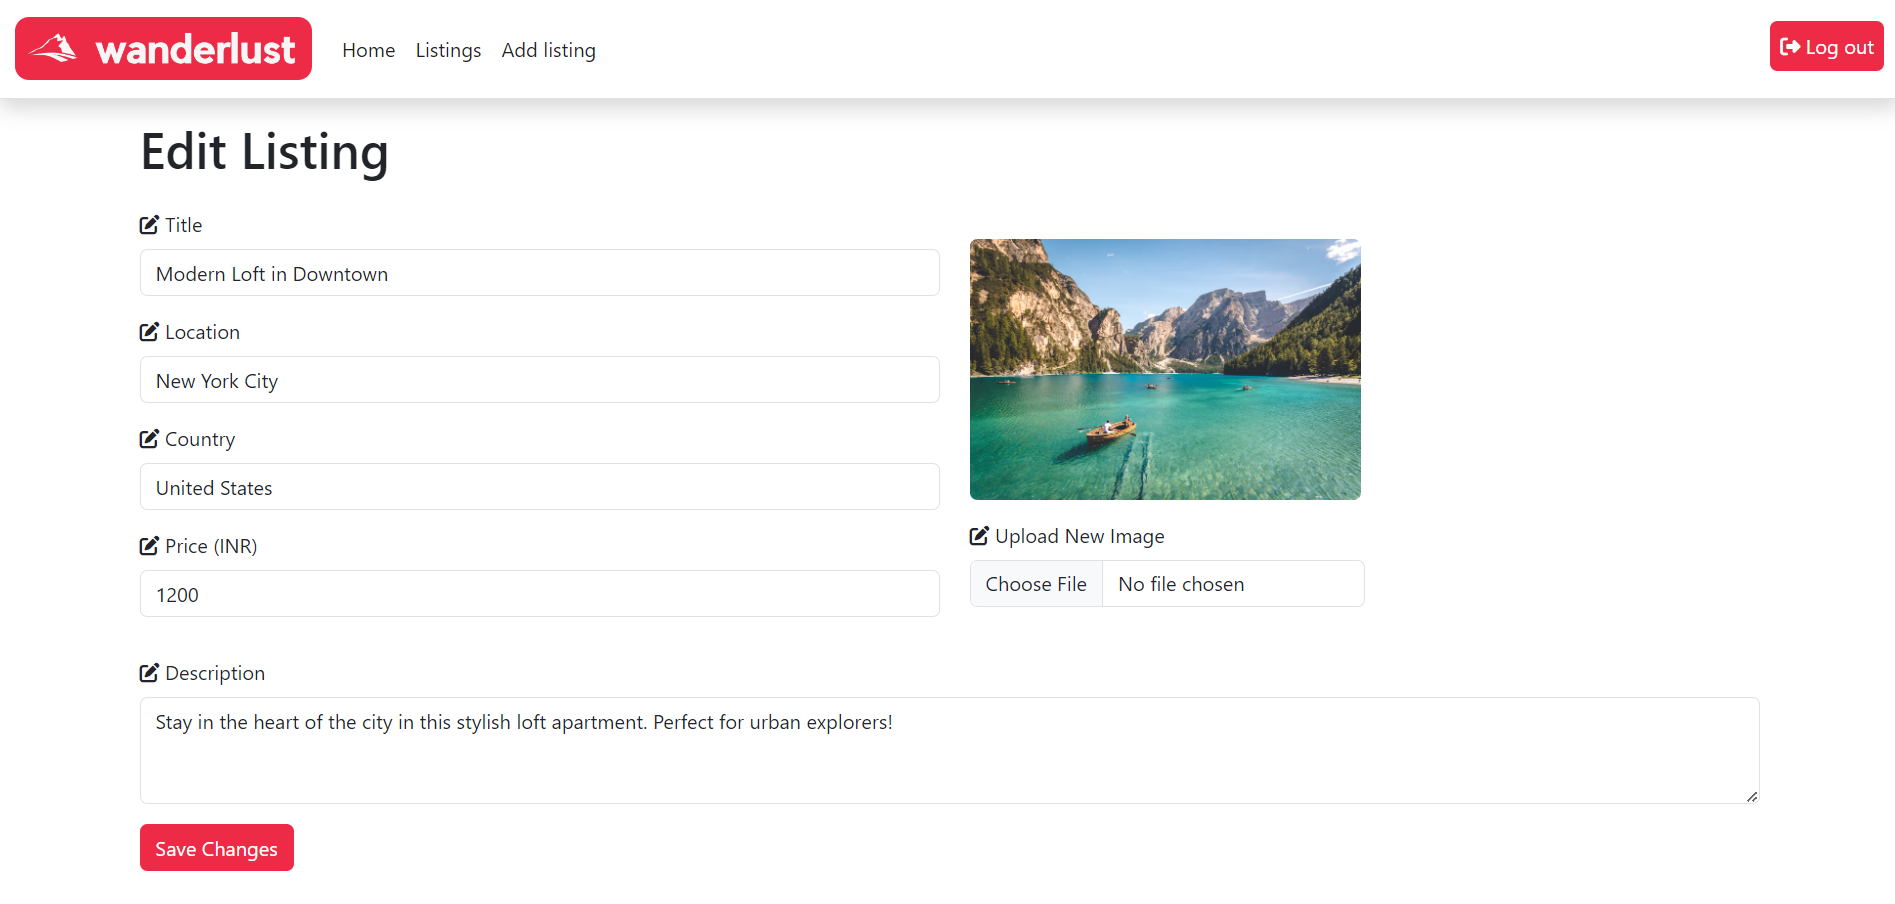 wanderlust
Home Listings Add listing
Log out
Edit Listing
Title
Modern Loft in Downtown
Location
New York City
Country
United States
Price (INR)
1200
Upload New Image
Choose File No file chosen
Description
Stay in the heart of the city in this stylish loft apartment. Perfect for urban explorers!
Save Changes